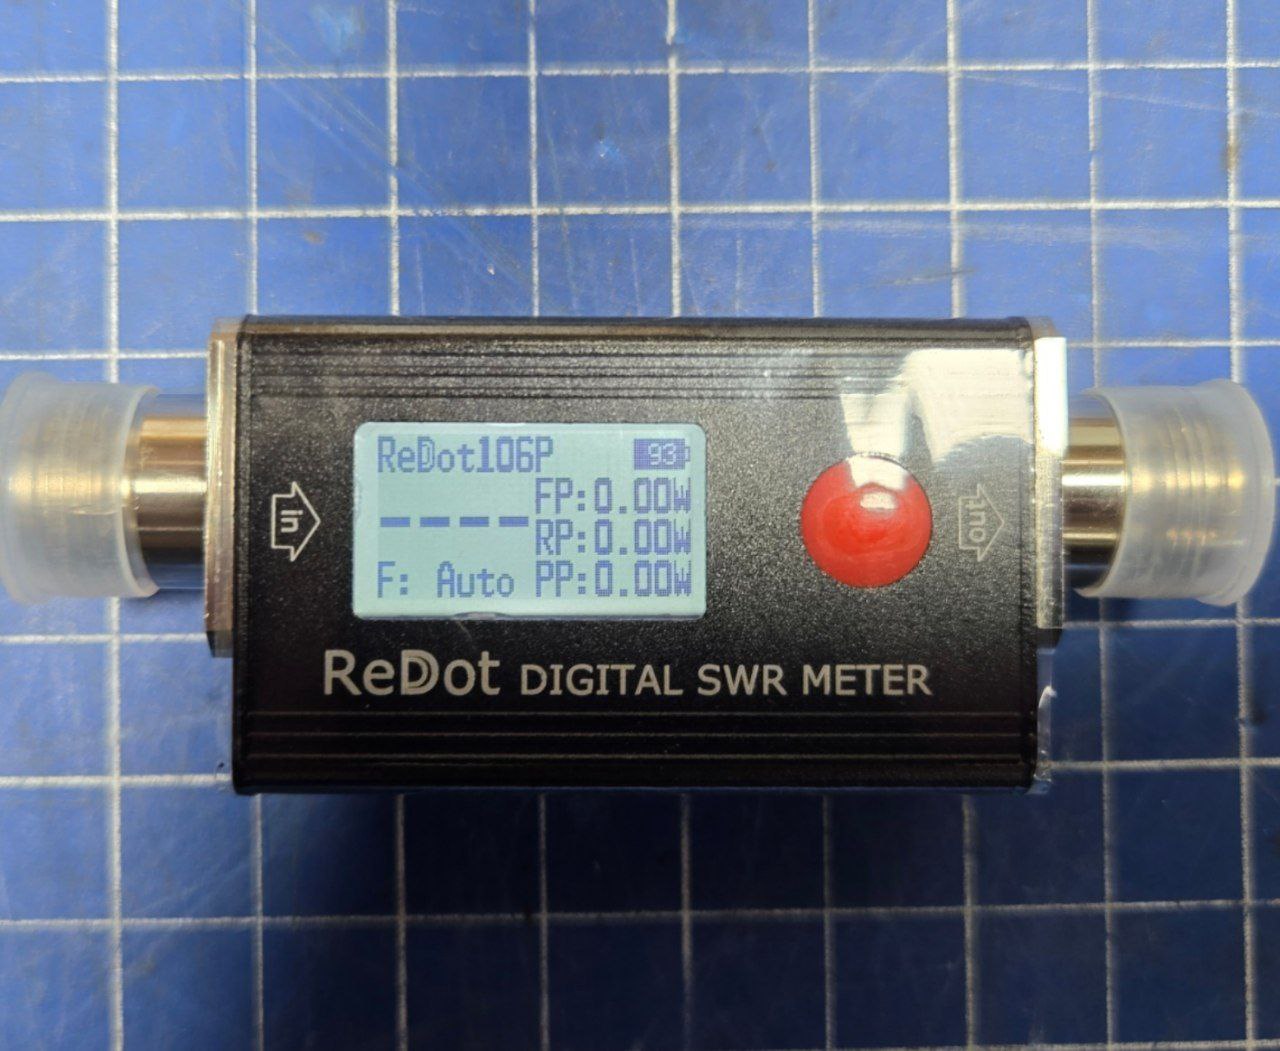 ReDot106P 93
FP:0.00W
----
RP:0.00W
F: Auto PP:0.00W
in
out
ReDot DIGITAL SWR METER